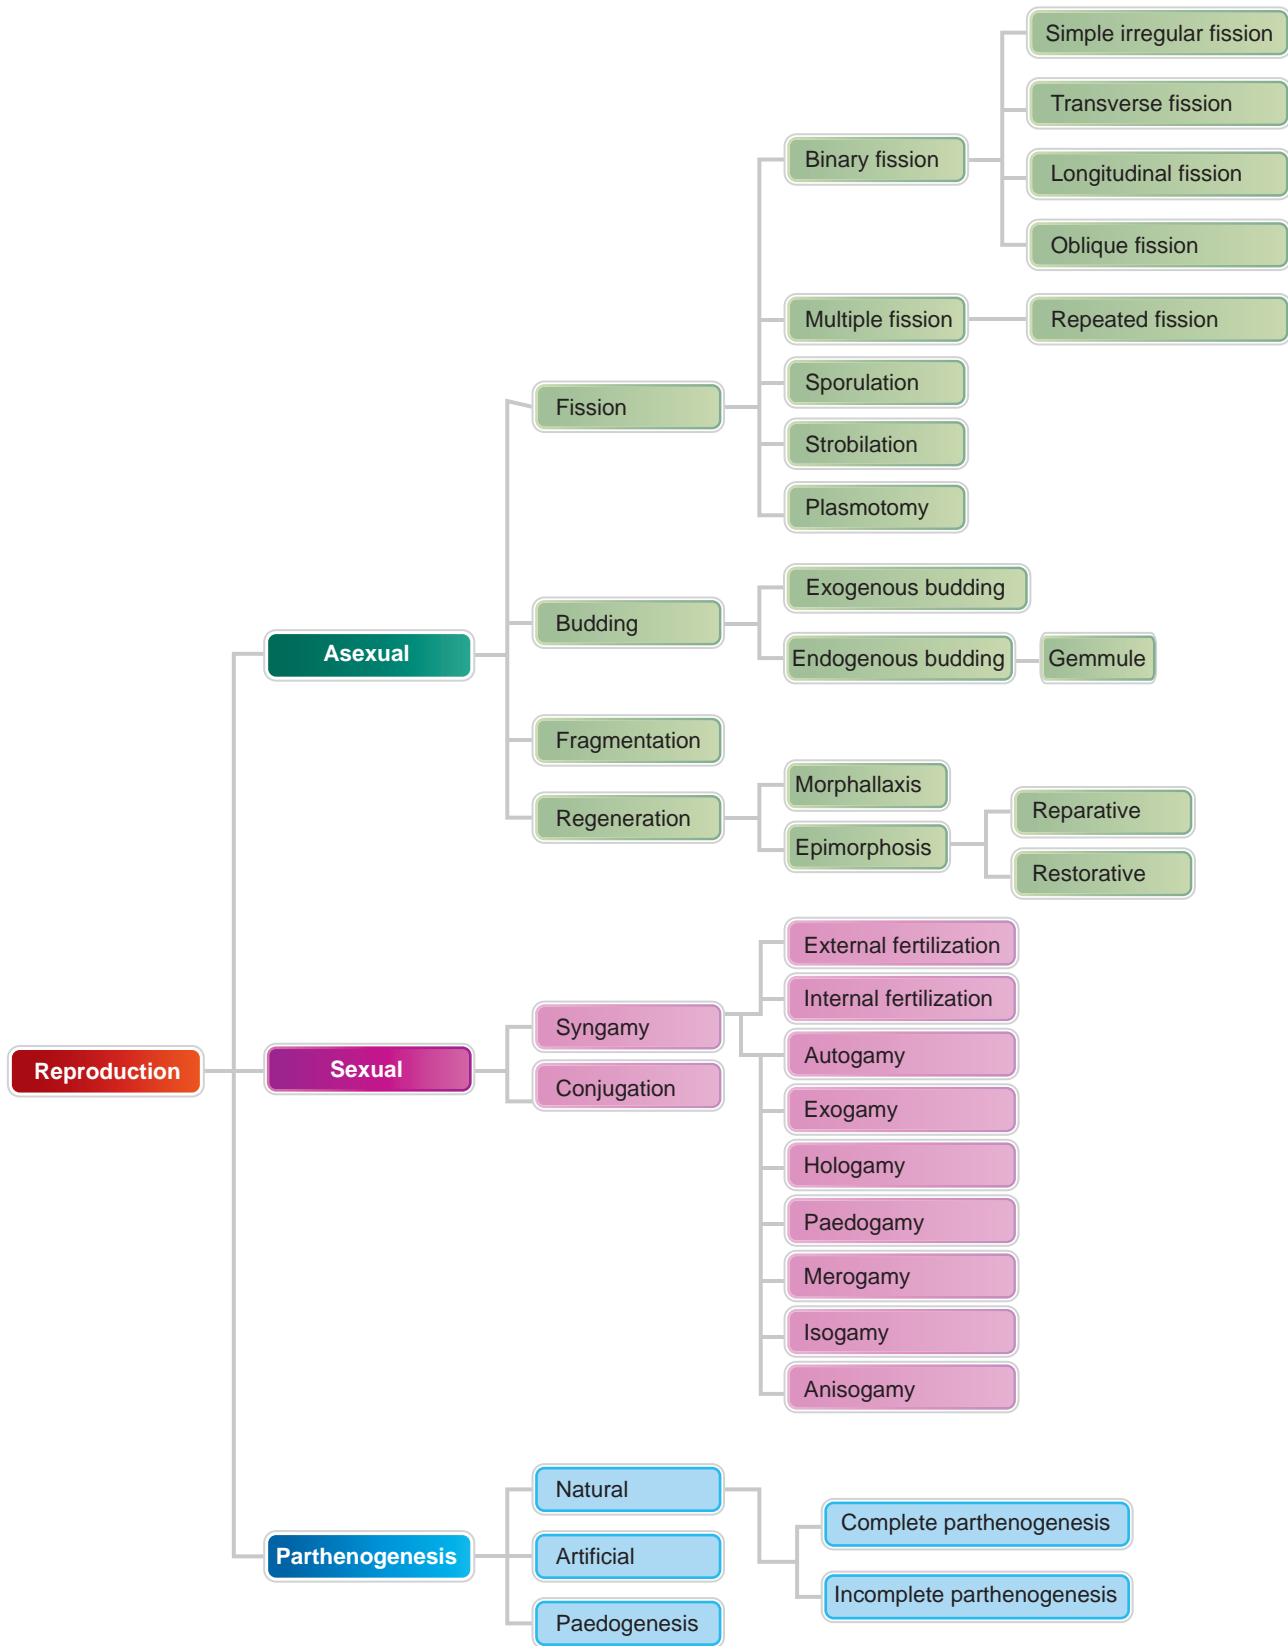 Simple irregular fission
Transverse fission
Binary fission
Longitudinal fission
Oblique fission
Multiple fission
Repeated fission
Sporulation
Fission
Strobilation
Plasmotomy
Exogenous budding
Budding
Asexual
Endogenous budding
Gemmule
Fragmentation
Morphallaxis
Regeneration
Reparative
Epimorphosis
Restorative
External fertilization
Internal fertilization
Syngamy
Autogamy
Reproduction
Sexual
Conjugation
Exogamy
Hologamy
Paedogamy
Merogamy
Isogamy
Anisogamy
Natural
Complete parthenogenesis
Parthenogenesis
Artificial
Incomplete parthenogenesis
Paedogenesis